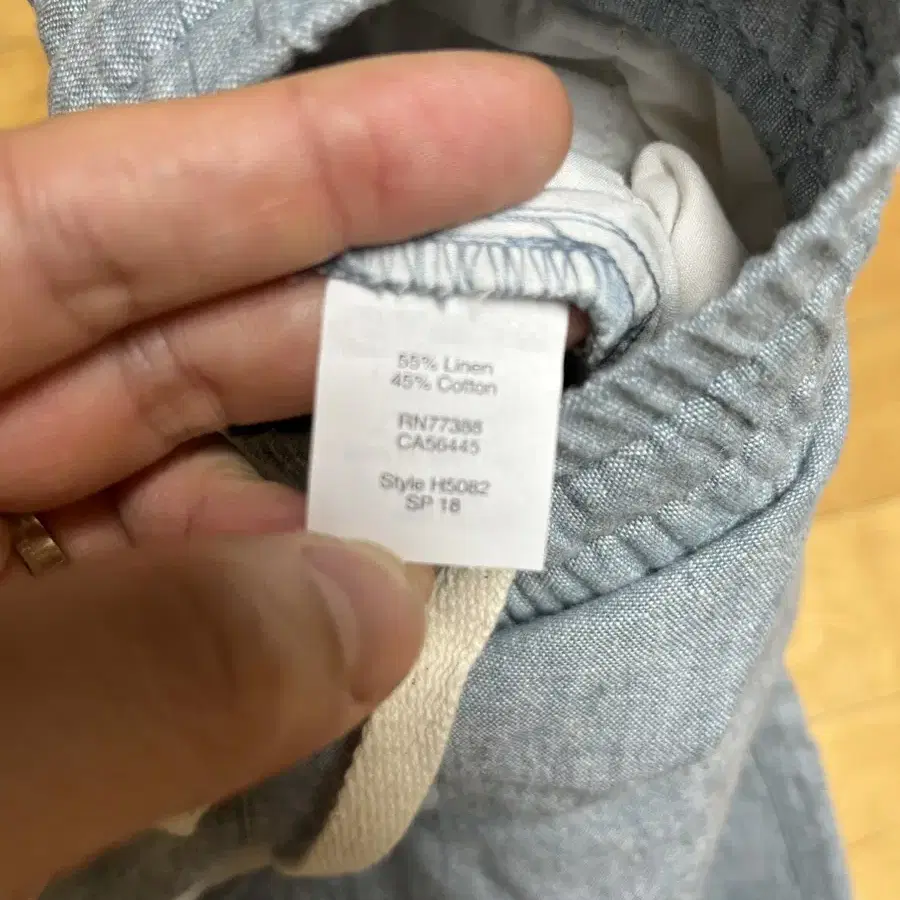 55% Linen
45% Cotton
RN77388
CA56445
Style H5082
SP 18